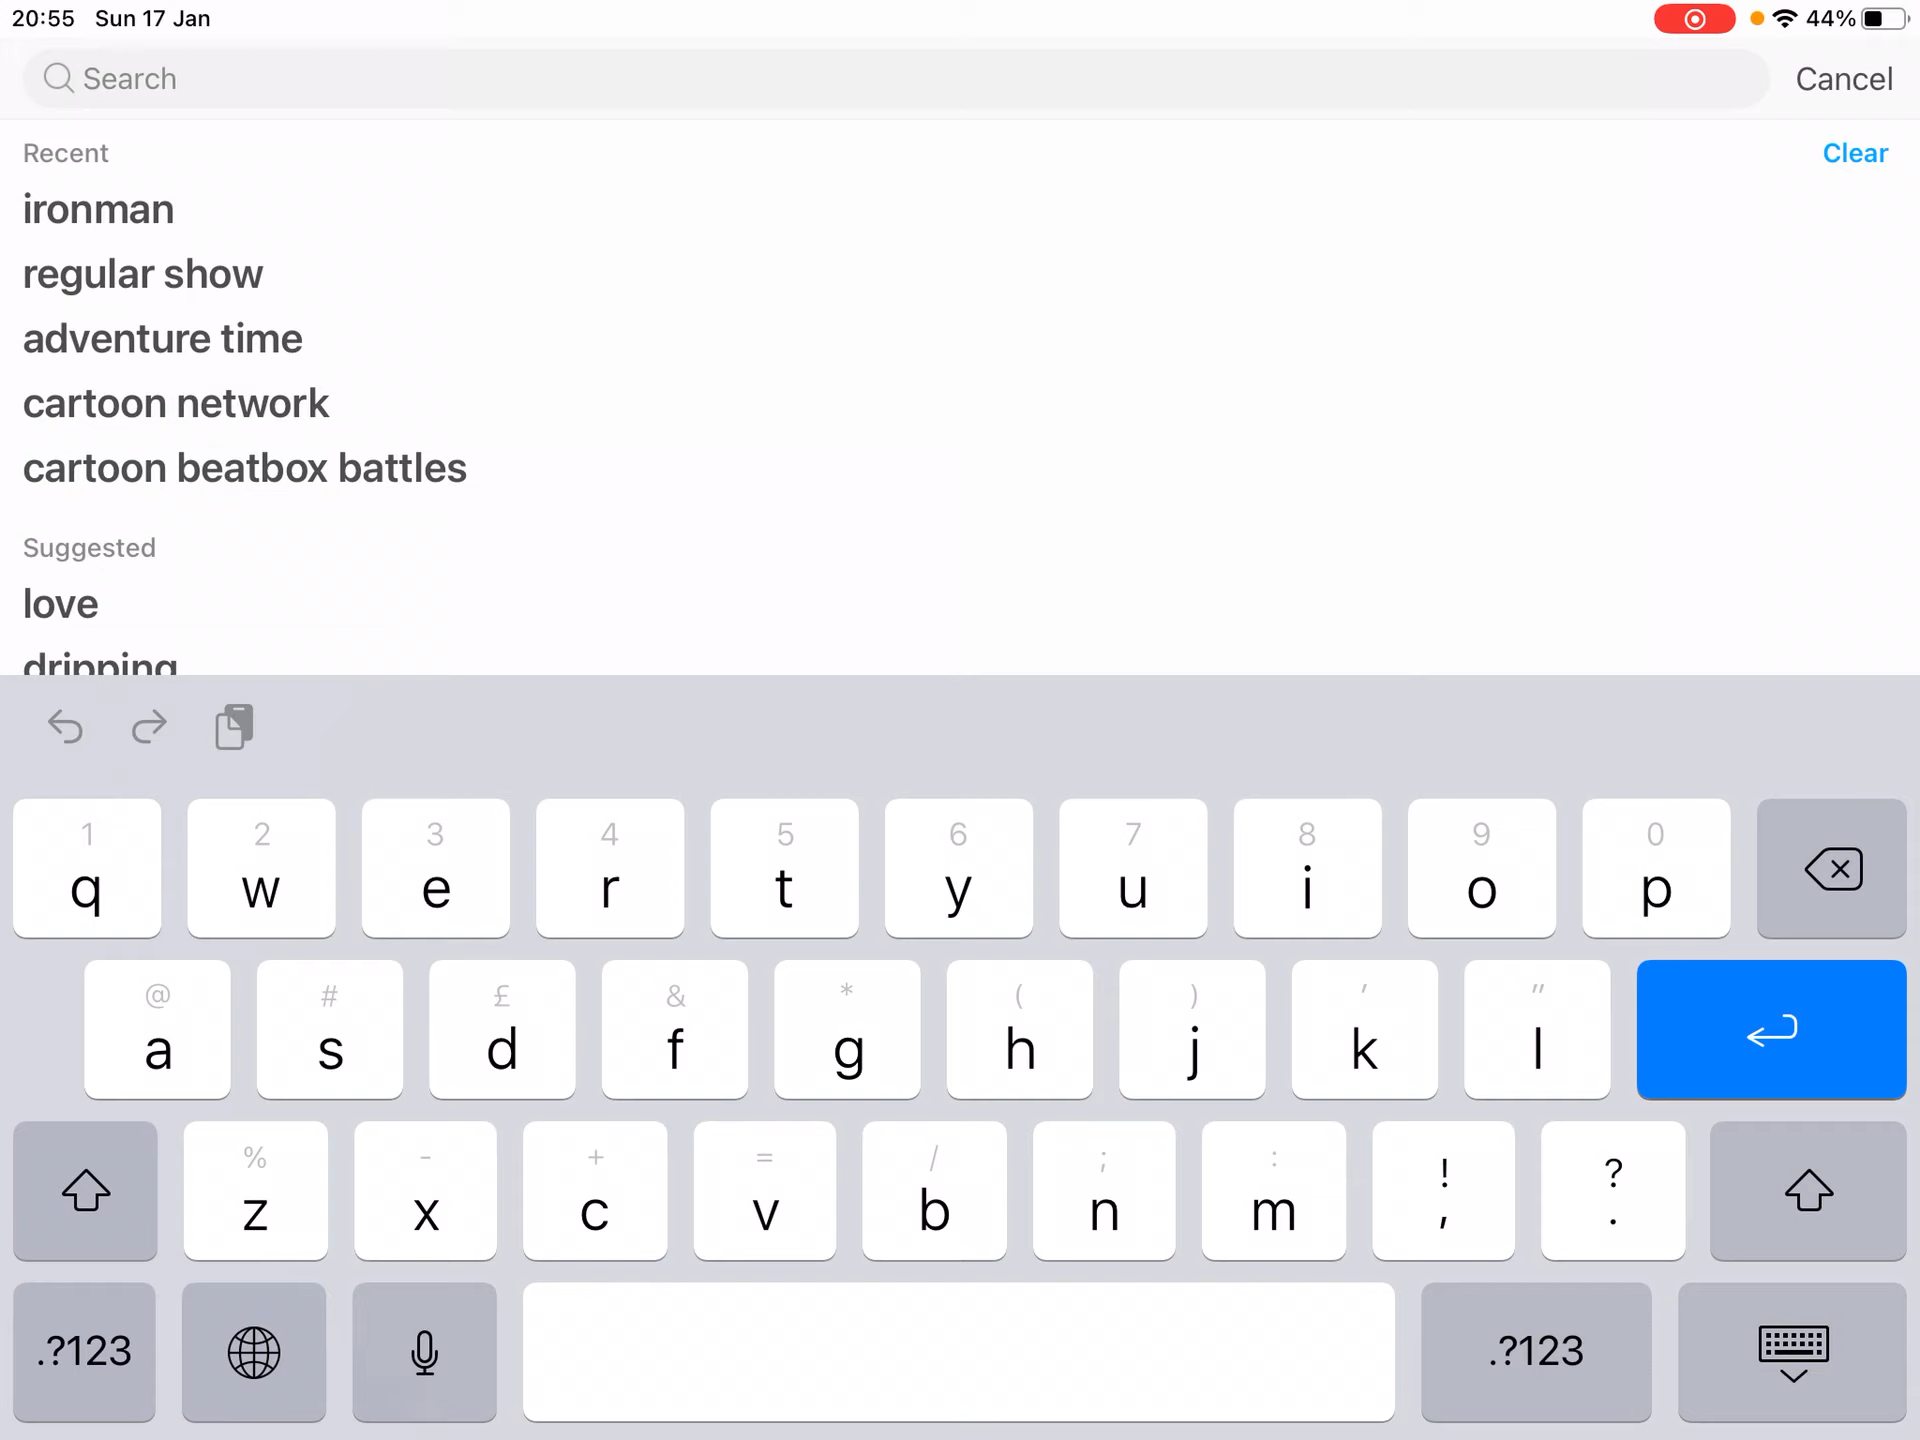 20:55 Sun 17 Jan 44%
Search Cancel
Recent Clear
ironman
regular show
adventure time
cartoon network
cartoon beatbox battles
Suggested
love
dripping
1 2 3 4 5 6 7 8 9 0
q w e r t y u i o p
@ # £ & * ( ) ' "
a s d f g h j k l
% - + = / ; : ! ?
z x c v b n m , .
.?123 .?123